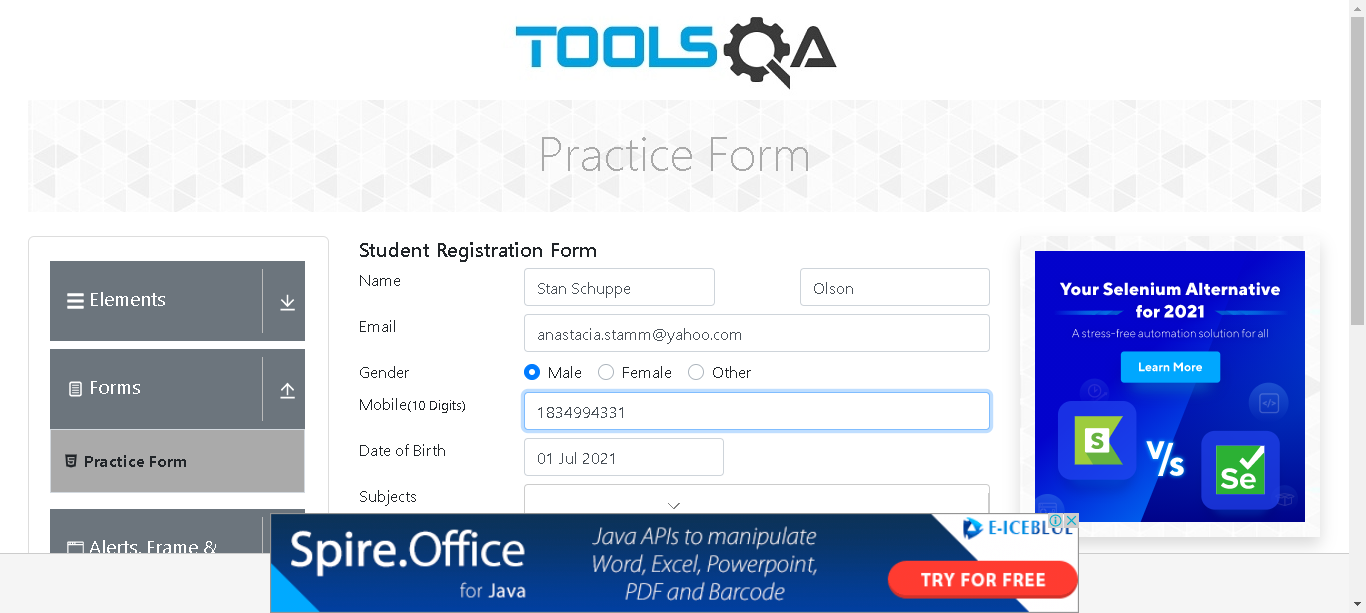 TOOLSQA
Practice Form
Elements
Forms
Practice Form
Alerts, Frame &
Student Registration Form
Name
Stan Schuppe
Olson
Email
anastacia.stamm@yahoo.com
Gender
Male
Female
Other
Mobile(10 Digits)
1834994331
Date of Birth
01 Jul 2021
Subjects
Your Selenium Alternative
for 2021
A stress-free automation solution for all
Learn More
S
V/s
Se
Spire.Office
for Java
Java APIs to manipulate
Word, Excel, Powerpoint,
PDF and Barcode
E-ICEBLUE
TRY FOR FREE